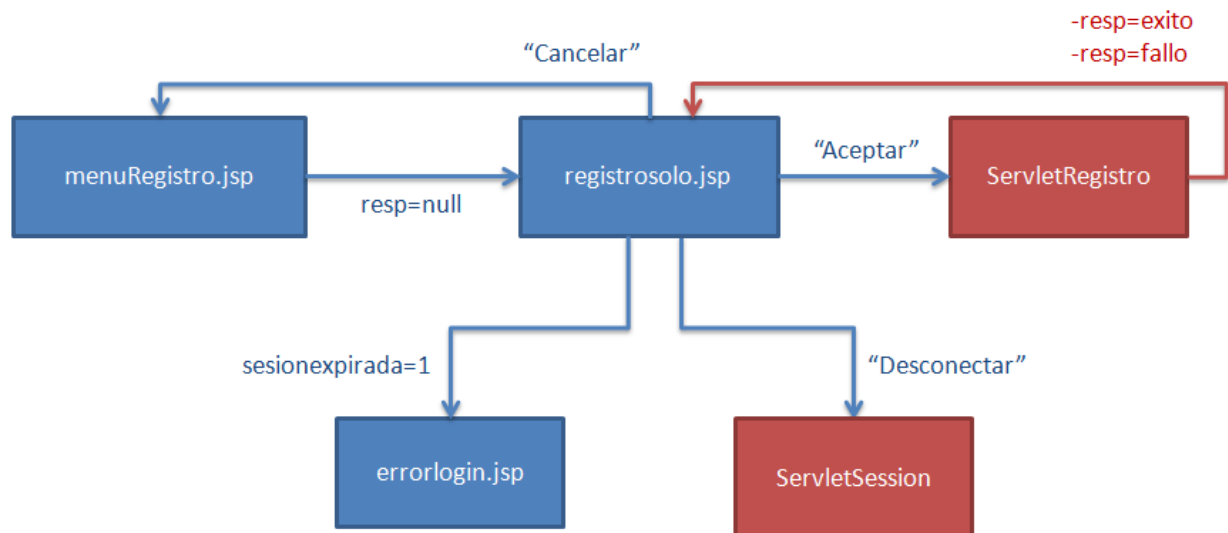 -resp=exito
“Cancelar”
-resp=fallo
menuRegistro.jsp
resp=null
registrosolo.jsp
“Aceptar”
ServletRegistro
sesionexpirada=1
“Desconectar”
errorlogin.jsp
ServletSession